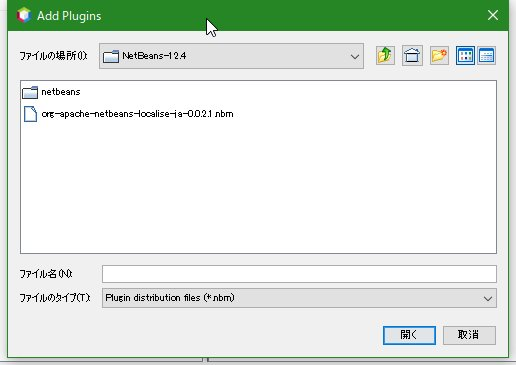 Add Plugins
ファイルの場所(I):
NetBeans-12.4
netbeans
org-apache-netbeans-localise-ja-0.0.2.1.nbm
ファイル名(N):
ファイルのタイプ(T):
Plugin distribution files (*.nbm)
開く
取消